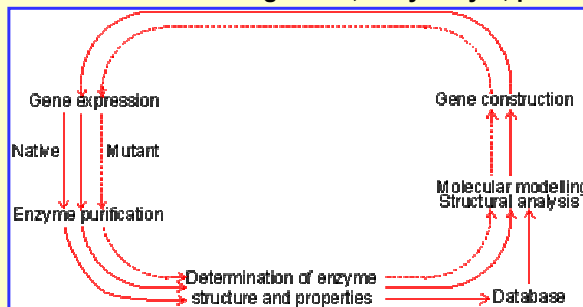 Gene expression
Gene construction
Native
Mutant
Molecular modelling
Structural analysis
Enzyme purification
Determination of enzyme
structure and properties
Database